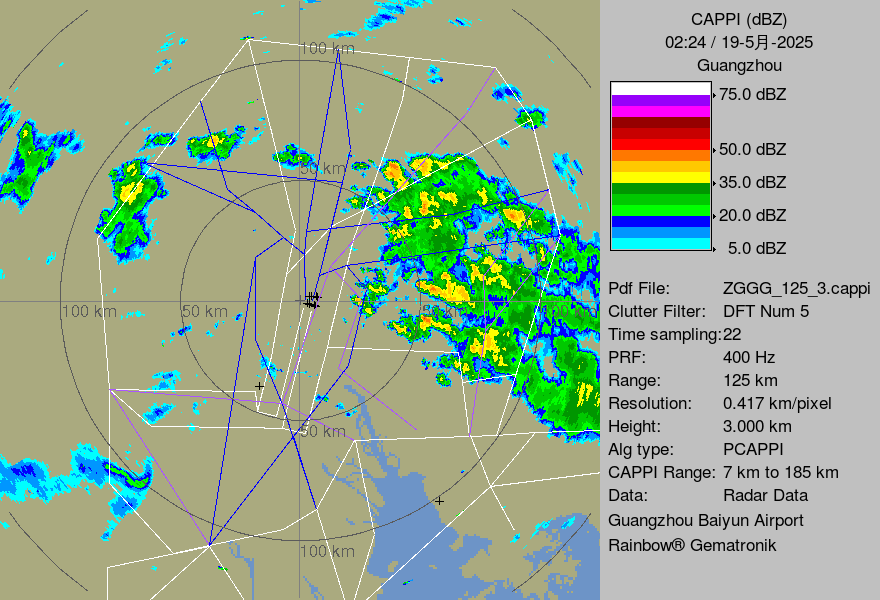 100 km
50 km
100 km
50 km
50 km
100 km
CAPPI (dBZ)
02:24 / 19-5月-2025
Guangzhou
75.0 dBZ
50.0 dBZ
35.0 dBZ
20.0 dBZ
5.0 dBZ
Pdf File: ZGGG_125_3.cappi
Clutter Filter: DFT Num 5
Time sampling:22
PRF: 400 Hz
Range: 125 km
Resolution: 0.417 km/pixel
Height: 3.000 km
Alg type: PCAPPI
CAPPI Range: 7 km to 185 km
Data: Radar Data
Guangzhou Baiyun Airport
Rainbow® Gematronik